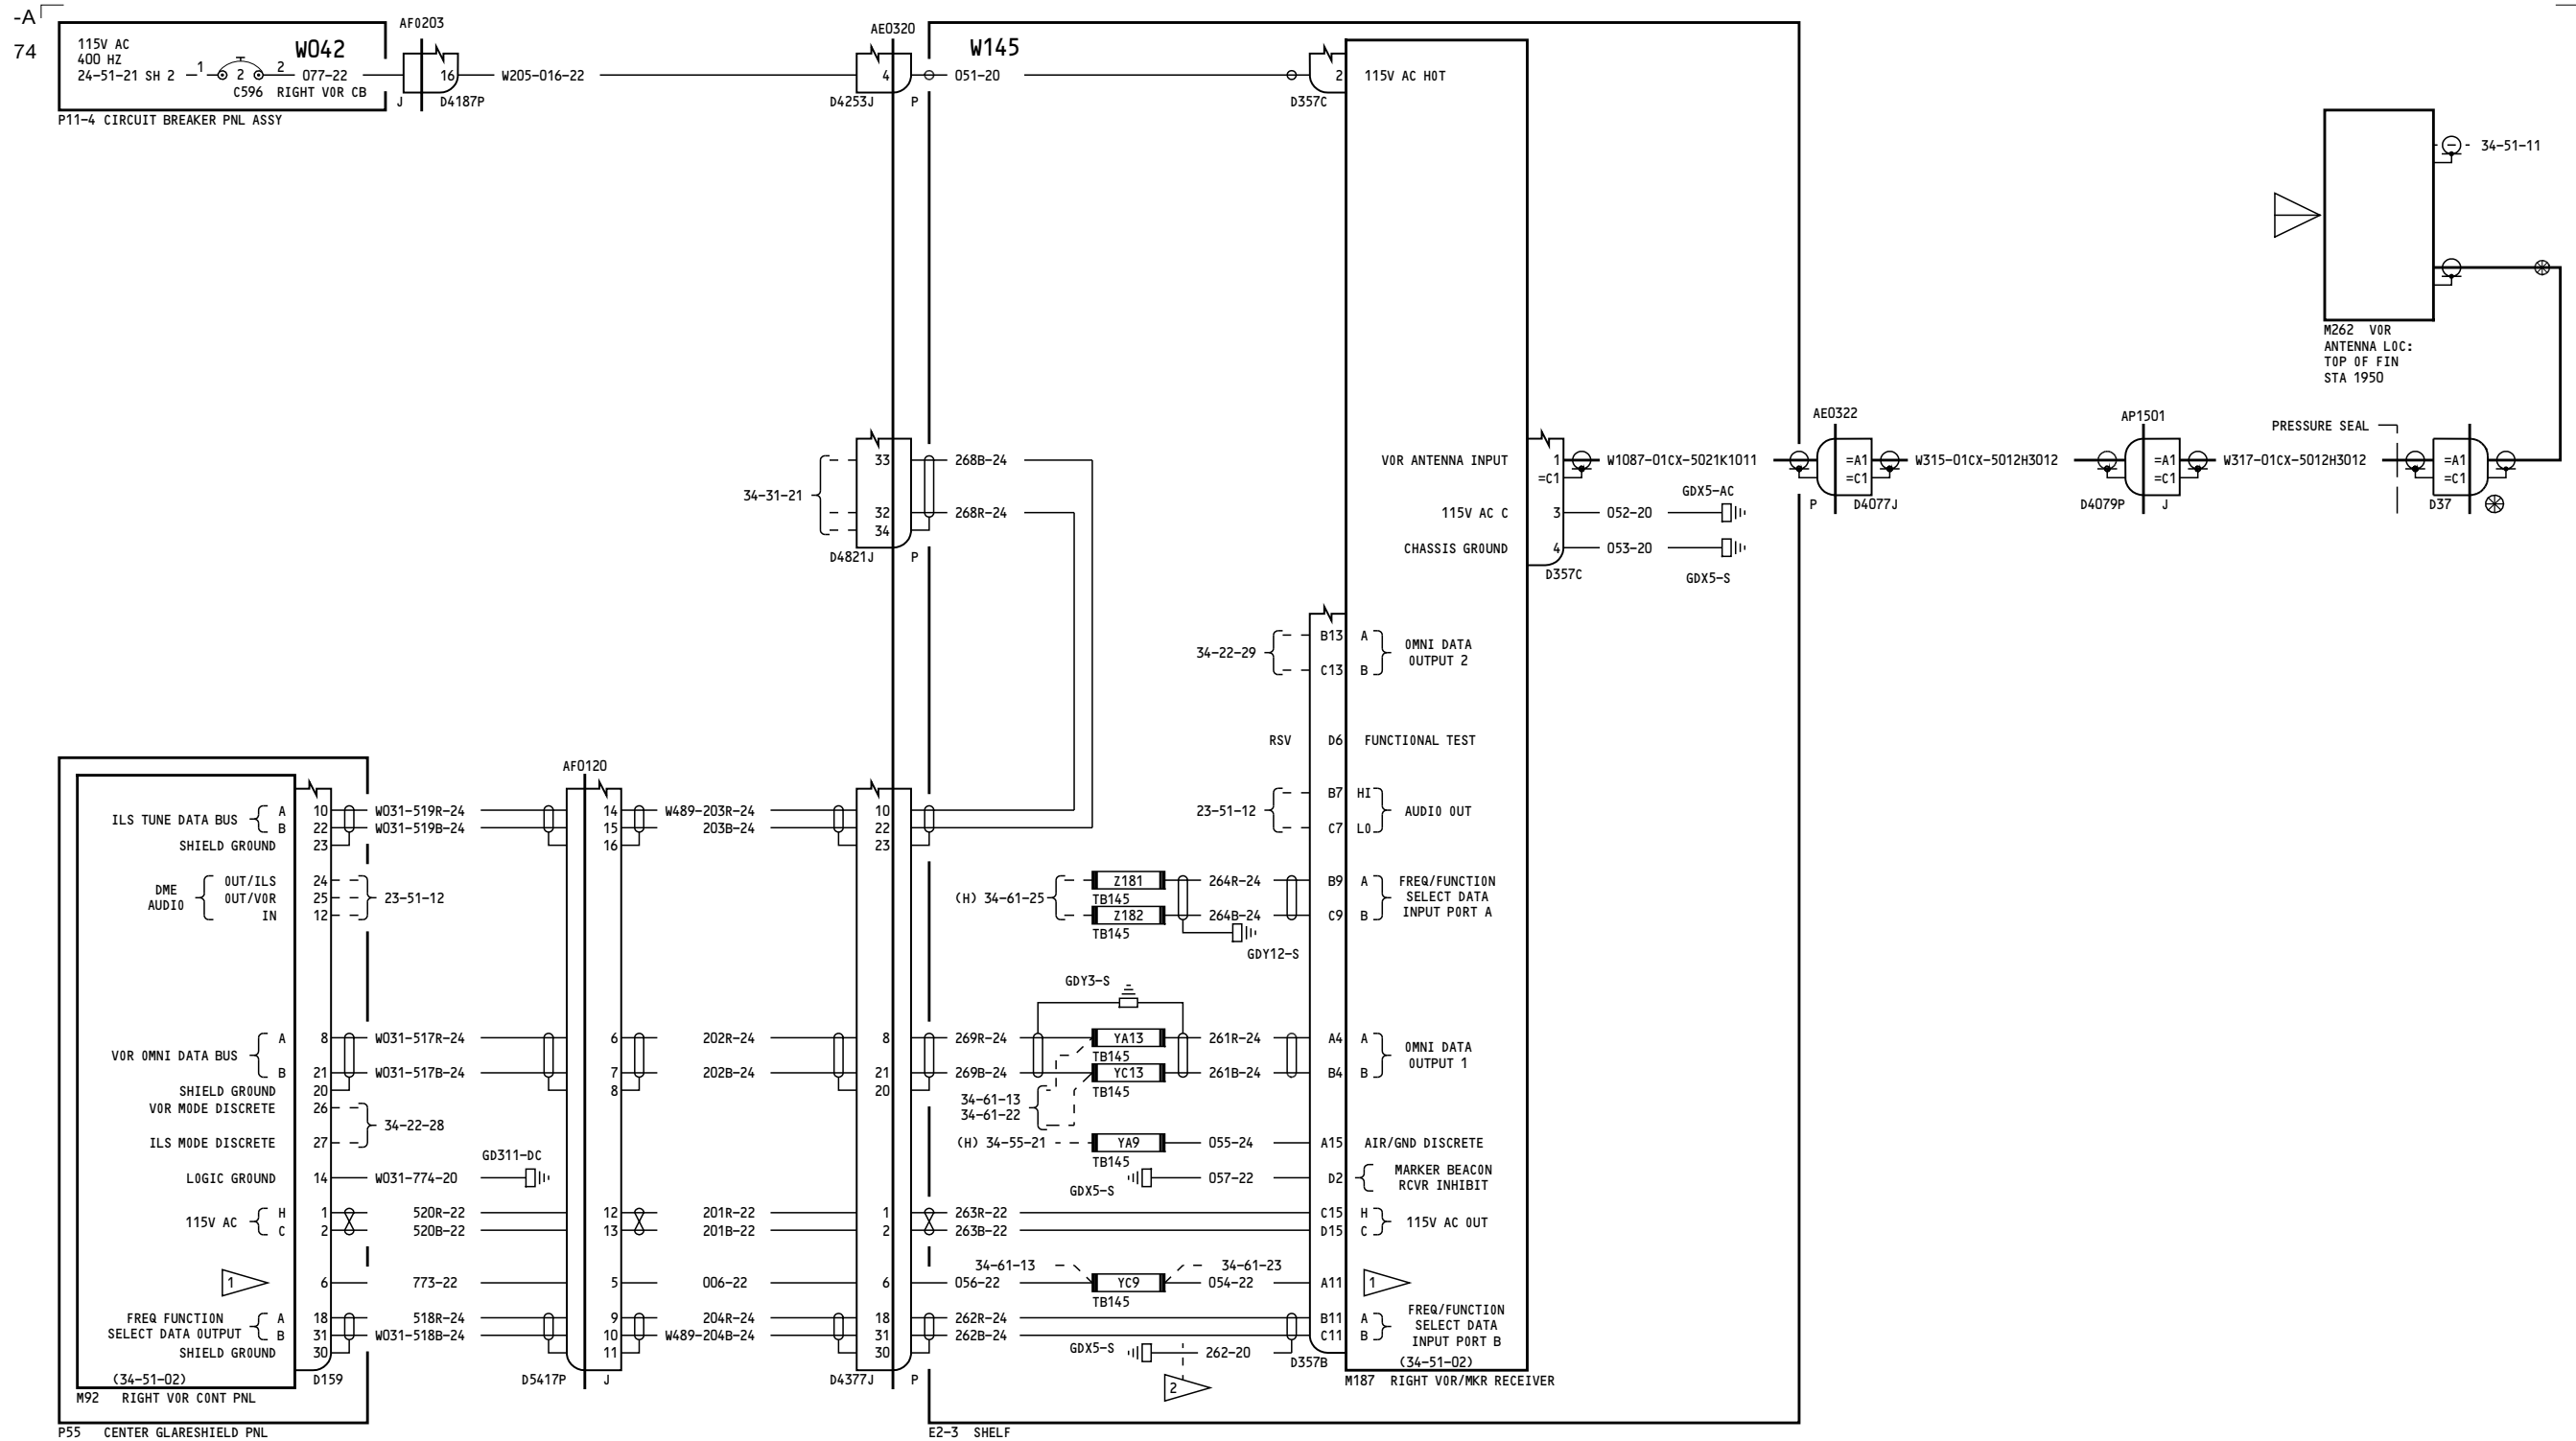 -A
74
115V AC
400 HZ
24-51-21 SH 2
1
2
2
C596 RIGHT VOR CB
W042
077-22
P11-4 CIRCUIT BREAKER PNL ASSY
AF0203
16
J
D4187P
W205-016-22
AE0320
4
D4253J
P
W145
051-20
2
D357C
115V AC HOT
34-51-11
M262 VOR
ANTENNA LOC:
TOP OF FIN
STA 1950
34-31-21
33
32
34
D4821J
P
268B-24
268R-24
VOR ANTENNA INPUT
1
=C1
W1087-01CX-5021K1011
115V AC C
3
052-20
GDX5-AC
CHASSIS GROUND
4
053-20
GDX5-S
D357C
AE0322
=A1
=C1
P
D4077J
W315-01CX-5012H3012
AP1501
=A1
=C1
D4079P
J
W317-01CX-5012H3012
PRESSURE SEAL
=A1
=C1
D37
34-22-29
B13 A
C13 B
OMNI DATA
OUTPUT 2
RSV
D6
FUNCTIONAL TEST
23-51-12
B7 HI
C7 LO
AUDIO OUT
(H) 34-61-25
Z181
TB145
Z182
TB145
264R-24
264B-24
GDY12-S
B9 A
C9 B
FREQ/FUNCTION
SELECT DATA
INPUT PORT A
AF0120
ILS TUNE DATA BUS
A 10 W031-519R-24 14 W489-203R-24 10
B 22 W031-519B-24 15 203B-24 22
SHIELD GROUND 23 16 23
DME
AUDIO
OUT/ILS 24
OUT/VOR 25
IN 12
23-51-12
GDY3-S
VOR OMNI DATA BUS
A 8 W031-517R-24 6 202R-24 8 269R-24 YA13 261R-24 A4 A
TB145
B 21 W031-517B-24 7 202B-24 21 269B-24 YC13 261B-24 B4 B
TB145
OMNI DATA
OUTPUT 1
SHIELD GROUND 20 8 20
34-61-13
34-61-22
VOR MODE DISCRETE 26
ILS MODE DISCRETE 27
34-22-28
(H) 34-55-21 YA9 055-24 A15 AIR/GND DISCRETE
TB145
LOGIC GROUND 14 W031-774-20
GD311-DC
GDX5-S
057-22 D2
MARKER BEACON
RCVR INHIBIT
115V AC
H 1 520R-22 12 201R-22 1 263R-22 C15 H
C 2 520B-22 13 201B-22 2 263B-22 D15 C
115V AC OUT
34-61-13
34-61-23
1 6 773-22 5 006-22 6 056-22 YC9 054-22 A11 1
TB145
FREQ FUNCTION
SELECT DATA OUTPUT
A 18 518R-24 9 204R-24 18 262R-24 B11 A
B 31 W031-518B-24 10 W489-204B-24 31 262B-24 C11 B
FREQ/FUNCTION
SELECT DATA
INPUT PORT B
SHIELD GROUND 30 11 30
GDX5-S
262-20
2
D357B
(34-51-02)
D159
D5417P
J
D4377J
P
(34-51-02)
M92 RIGHT VOR CONT PNL
M187 RIGHT VOR/MKR RECEIVER
P55 CENTER GLARESHIELD PNL
E2-3 SHELF